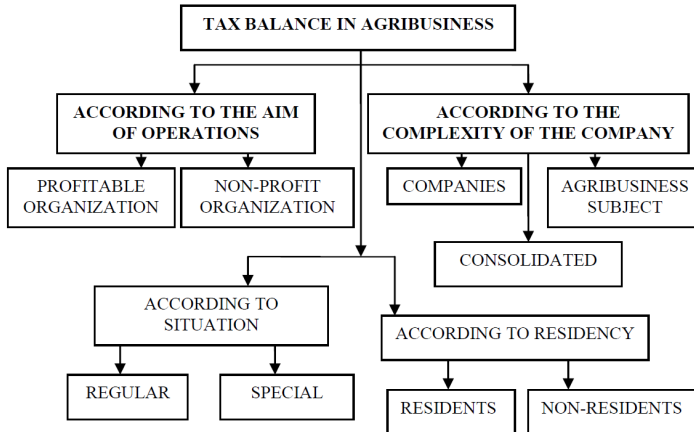 TAX BALANCE IN AGRIBUSINESS
ACCORDING TO THE AIM
OF OPERATIONS
ACCORDING TO THE
COMPLEXITY OF THE COMPANY
PROFITABLE
ORGANIZATION
NON-PROFIT
ORGANIZATION
COMPANIES
AGRIBUSINESS
SUBJECT
CONSOLIDATED
ACCORDING TO
SITUATION
ACCORDING TO RESIDENCY
REGULAR
SPECIAL
RESIDENTS
NON-RESIDENTS